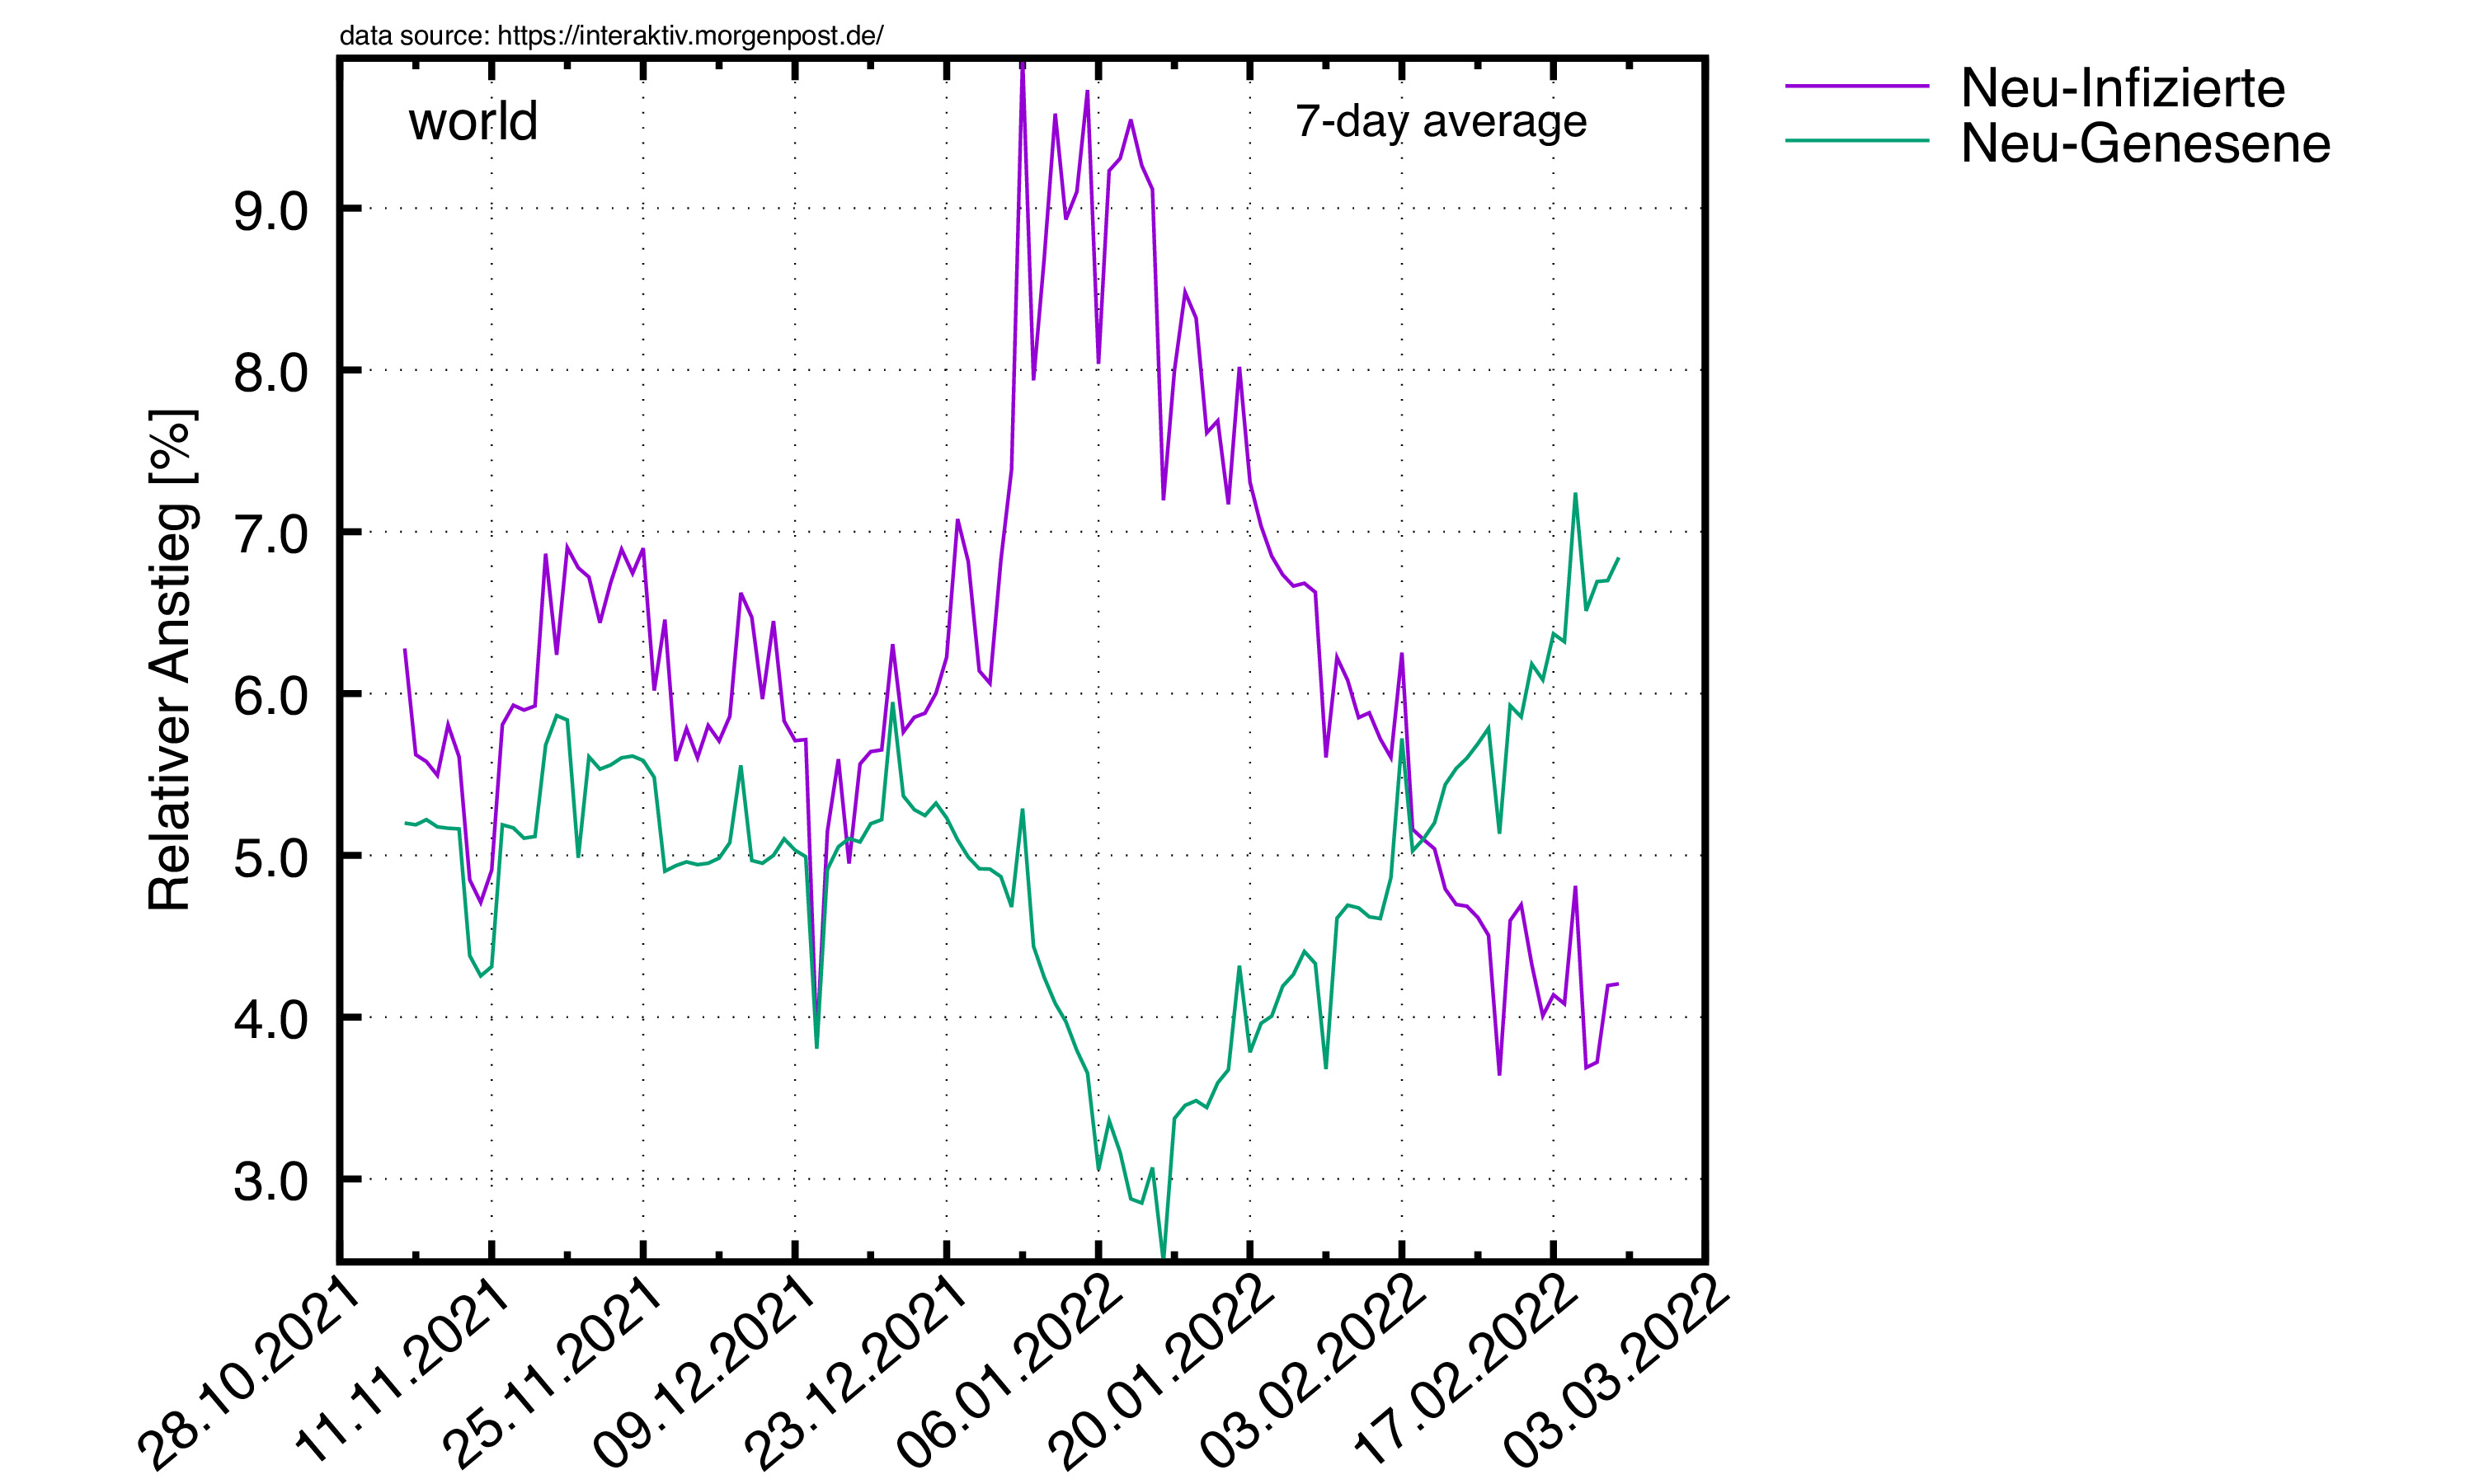 data source: https://interaktiv.morgenpost.de/
world
7-day average
Neu-Infizierte
Neu-Genesene
Relativer Anstieg [%]
9.0
8.0
7.0
6.0
5.0
4.0
3.0
28.10.2021
11.11.2021
25.11.2021
09.12.2021
23.12.2021
06.01.2022
20.01.2022
03.02.2022
17.02.2022
03.03.2022